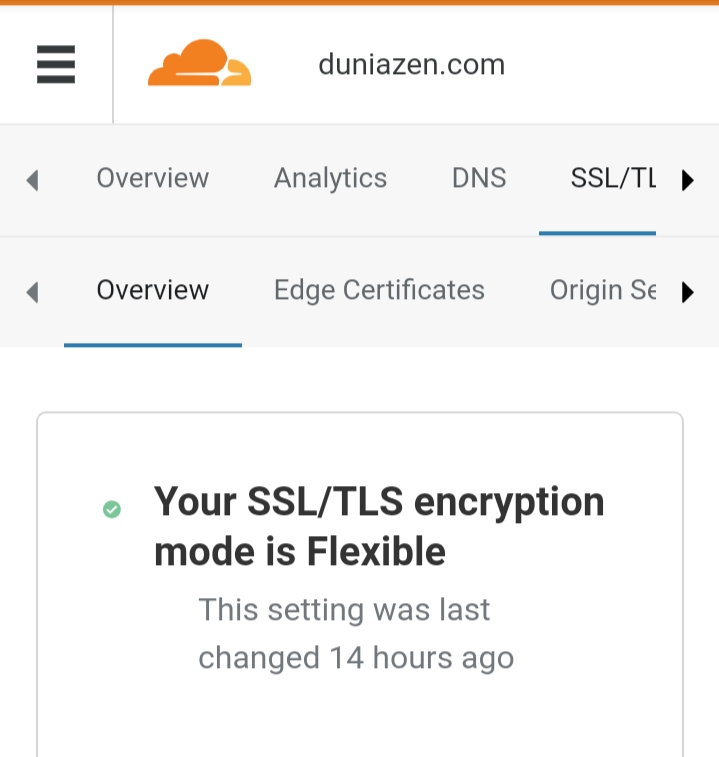 duniazen.com
Overview Analytics DNS SSL/TL
Overview Edge Certificates Origin Se
Your SSL/TLS encryption
mode is Flexible
This setting was last
changed 14 hours ago